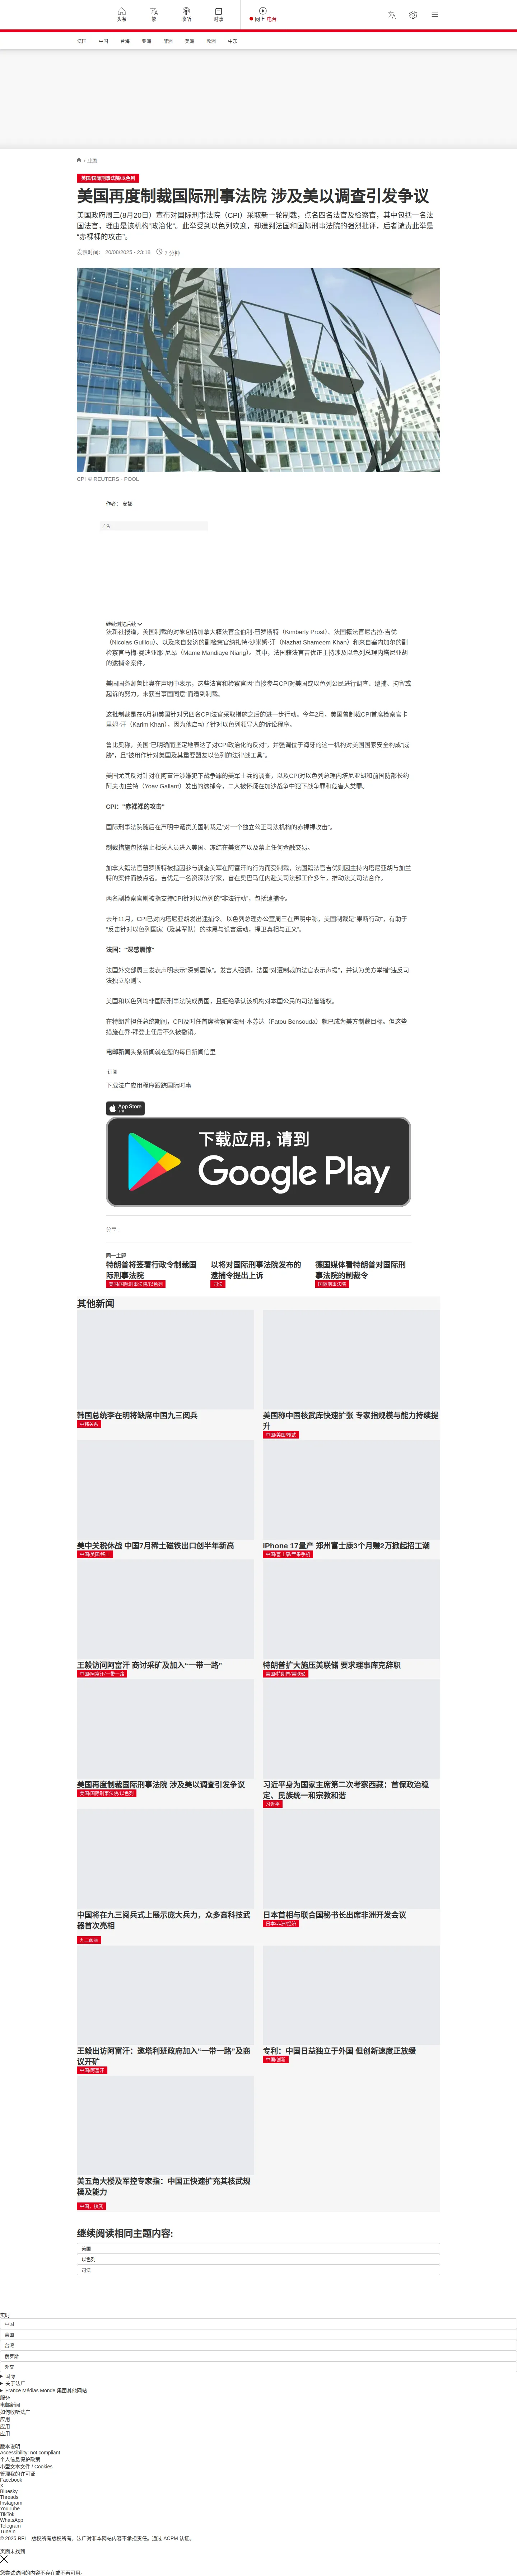 头条
繁
收听
时事
网上 电台
法国 中国 台海 亚洲 非洲 美洲 欧洲 中东
/ 中国
美国/国际刑事法院/以色列
美国再度制裁国际刑事法院 涉及美以调查引发争议
美国政府周三(8月20日）宣布对国际刑事法院（CPI）采取新一轮制裁，点名四名法官及检察官，其中包括一名法
国法官，理由是该机构“政治化”。此举受到以色列欢迎，却遭到法国和国际刑事法院的强烈批评，后者谴责此举是
“赤裸裸的攻击”。
发表时间： 20/08/2025 - 23:18 7 分钟
CPI © REUTERS - POOL
作者： 安娜
广告
继续浏览后续
法新社报道，美国制裁的对象包括加拿大籍法官金伯利·普罗斯特（Kimberly Prost）、法国籍法官尼古拉·吉优
（Nicolas Guillou）、以及来自斐济的副检察官纳扎特·沙米姆·汗（Nazhat Shameem Khan）和来自塞内加尔的副
检察官马梅·曼迪亚耶·尼昂（Mame Mandiaye Niang）。其中，法国籍法官吉优正主持涉及以色列总理内塔尼亚胡
的逮捕令案件。
美国国务卿鲁比奥在声明中表示，这些法官和检察官因“直接参与CPI对美国或以色列公民进行调查、逮捕、拘留或
起诉的努力，未获当事国同意”而遭到制裁。
这批制裁是在6月初美国针对另四名CPI法官采取措施之后的进一步行动。今年2月，美国曾制裁CPI首席检察官卡
里姆·汗（Karim Khan），因为他启动了针对以色列领导人的诉讼程序。
鲁比奥称，美国“已明确而坚定地表达了对CPI政治化的反对”，并强调位于海牙的这一机构对美国国家安全构成“威
胁”，且“被用作针对美国及其重要盟友以色列的法律战工具”。
美国尤其反对针对在阿富汗涉嫌犯下战争罪的美军士兵的调查，以及CPI对以色列总理内塔尼亚胡和前国防部长约
阿夫·加兰特（Yoav Gallant）发出的逮捕令，二人被怀疑在加沙战争中犯下战争罪和危害人类罪。
CPI："赤裸裸的攻击"
国际刑事法院随后在声明中谴责美国制裁是“对一个独立公正司法机构的赤裸裸攻击”。
制裁措施包括禁止相关人员进入美国、冻结在美资产以及禁止任何金融交易。
加拿大籍法官普罗斯特被指因参与调查美军在阿富汗的行为而受制裁，法国籍法官吉优则因主持内塔尼亚胡与加兰
特的案件而被点名。吉优是一名资深法学家，曾在奥巴马任内赴美司法部工作多年，推动法美司法合作。
两名副检察官则被指支持CPI针对以色列的“非法行动”，包括逮捕令。
去年11月，CPI已对内塔尼亚胡发出逮捕令。以色列总理办公室周三在声明中称，美国制裁是“果断行动”，有助于
“反击针对以色列国家（及其军队）的抹黑与谎言运动，捍卫真相与正义”。
法国："深感震惊"
法国外交部周三发表声明表示“深感震惊”。发言人强调，法国“对遭制裁的法官表示声援”，并认为美方举措“违反司
法独立原则”。
美国和以色列均非国际刑事法院成员国，且拒绝承认该机构对本国公民的司法管辖权。
在特朗普担任总统期间，CPI及时任首席检察官法图·本苏达（Fatou Bensouda）就已成为美方制裁目标。但这些
措施在乔·拜登上任后不久被撤销。
电邮新闻头条新闻就在您的每日新闻信里
订阅
下载法广应用程序跟踪国际时事
App Store
下载
下载应用，请到
Google Play
分享 :
同一主题
特朗普将签署行政令制裁国
际刑事法院
美国/国际刑事法院/以色列
以将对国际刑事法院发布的
逮捕令提出上诉
司法
德国媒体看特朗普对国际刑
事法院的制裁令
国际刑事法院
其他新闻
韩国总统李在明将缺席中国九三阅兵
中韩关系
美国称中国核武库快速扩张 专家指规模与能力持续提
升
中国/美国/核武
美中关税休战 中国7月稀土磁铁出口创半年新高
中国/美国/稀土
iPhone 17量产 郑州富士康3个月赚2万掀起招工潮
中国/富士康/苹果手机
王毅访问阿富汗 商讨采矿及加入“一带一路”
中国/阿富汗/一带一路
特朗普扩大施压美联储 要求理事库克辞职
美国/特朗普/美联储
美国再度制裁国际刑事法院 涉及美以调查引发争议
美国/国际刑事法院/以色列
习近平身为国家主席第二次考察西藏：首保政治稳
定、民族统一和宗教和谐
习近平
中国将在九三阅兵式上展示庞大兵力，众多高科技武
器首次亮相
九三阅兵
日本首相与联合国秘书长出席非洲开发会议
日本/非洲/经济
王毅出访阿富汗：邀塔利班政府加入“一带一路”及商
议开矿
中国/阿富汗
专利：中国日益独立于外国 但创新速度正放缓
中国/创新
美五角大楼及军控专家指：中国正快速扩充其核武规
模及能力
中国、核武
继续阅读相同主题内容:
美国
以色列
司法
实时
中国
美国
台湾
俄罗斯
外交
国际
关于法广
France Médias Monde 集团其他网站
服务
电邮新闻
如何收听法广
应用
应用
应用
版本说明
Accessibility: not compliant
个人信息保护政策
小型文本文件 / Cookies
管理我的许可证
Facebook
X
Bluesky
Threads
Instagram
YouTube
TikTok
WhatsApp
Telegram
TuneIn
© 2025 RFI – 版权所有版权所有。法广对非本网站内容不承担责任。通过 ACPM 认证。
页面未找到
您尝试访问的内容不存在或不再可用。